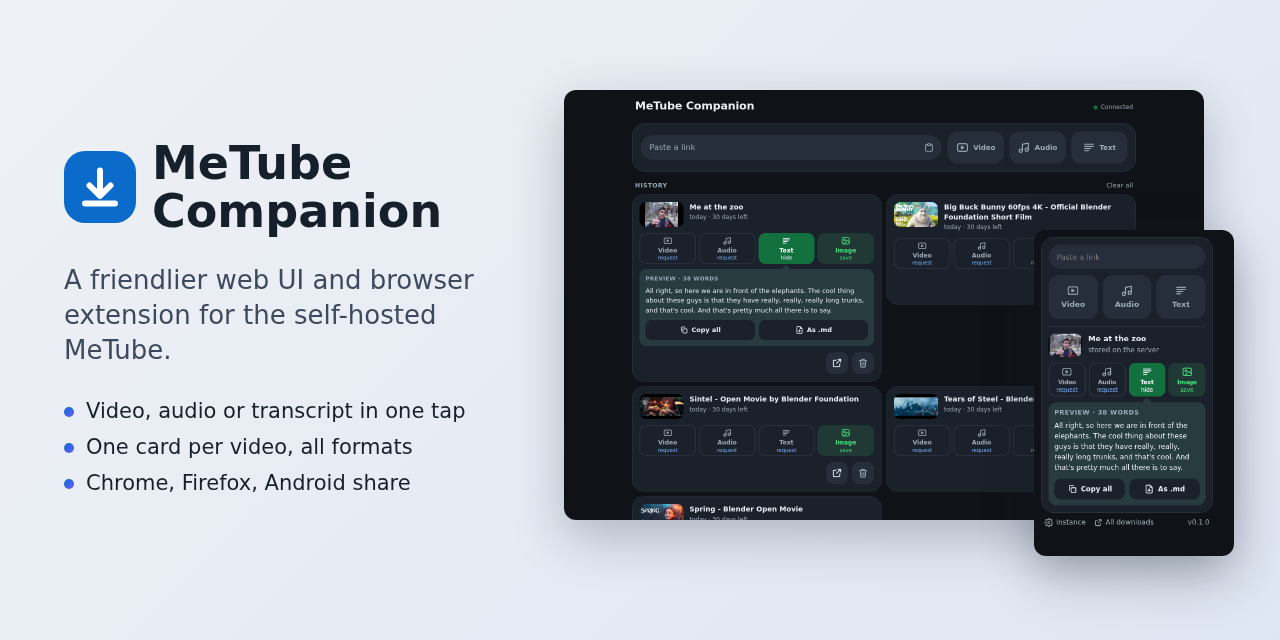 MeTube
Companion
A friendlier web UI and browser
extension for the self-hosted
MeTube.
Video, audio or transcript in one tap
One card per video, all formats
Chrome, Firefox, Android share
MeTube Companion
Connected
Paste a link
Video
Audio
Text
HISTORY
Clear all
Me at the zoo
today · 30 days left
Video
request
Audio
request
Text
hide
Image
save
PREVIEW · 38 WORDS
All right, so here we are in front of the elephants. The cool thing
about these guys is that they have really, really, really long trunks,
and that's cool. And that's pretty much all there is to say.
Copy all
As .md
Big Buck Bunny 60fps 4K - Official Blender
Foundation Short Film
today · 30 days left
Video
request
Audio
request
Sintel - Open Movie by Blender Foundation
today · 30 days left
Video
request
Audio
request
Text
request
Image
save
Tears of Steel - Blender
today · 30 days left
Video
request
Audio
request
Spring - Blender Open Movie
today · 30 days left
Paste a link
Video
Audio
Text
Me at the zoo
stored on the server
Video
request
Audio
request
Text
hide
Image
save
PREVIEW · 38 WORDS
All right, so here we are in front of the
elephants. The cool thing about these
guys is that they have really, really,
really long trunks, and that's cool. And
that's pretty much all there is to say.
Copy all
As .md
Instance
All downloads
v0.1.0